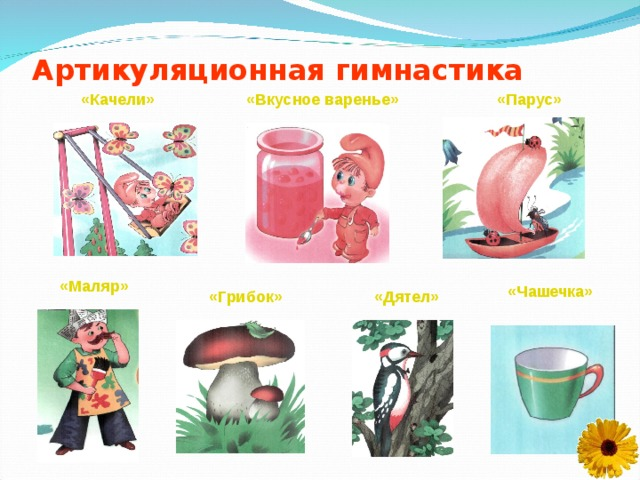 Артикуляционная гимнастика
«Качели»
«Вкусное варенье»
«Парус»
«Маляр»
«Грибок»
«Дятел»
«Чашечка»